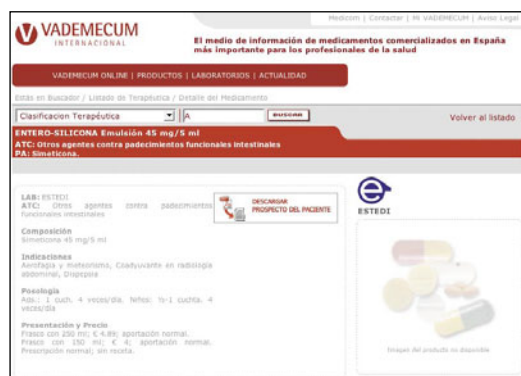 Medicom | Contactar | Mi VADEMECUM | Aviso Legal
VADEMECUM
INTERNACIONAL
El medio de información de medicamentos comercializados en España
más importante para los profesionales de la salud
VADEMECUM ONLINE | PRODUCTOS | LABORATORIOS | ACTUALIDAD
Estás en Buscador / Listado de Terapéutica / Detalle del Medicamento
Clasificacion Terapéutica A BUSCAR Volver al listado
ENTERO-SILICONA Emulsión 45 mg/5 ml
ATC: Otros agentes contra padecimientos funcionales intestinales
PA: Simeticona.
LAB: ESTEDI
ATC: Otros agentes contra padecimientos
funcionales intestinales
DESCARGAR
PROSPECTO DEL PACIENTE
ESTEDI
Composición
Simeticona 45 mg/5 ml
Indicaciones
Aerofagia y meteorismo, Coadyuvante en radiología
abdominal, Dispepsia
Posología
Ads.: 1 cuch. 4 veces/día. Niños: ½-1 cuchta. 4
veces/día
Presentación y Precio
Frasco con 250 ml; € 4.89; aportación normal.
Frasco con 150 ml; € 4; aportación normal.
Prescripción normal; sin receta.
Imagen del producto no disponible